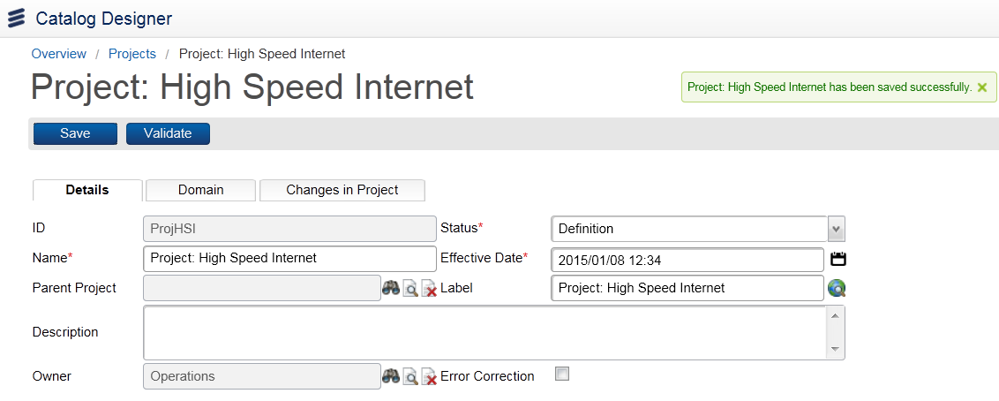 Catalog Designer
Overview / Projects / Project: High Speed Internet
Project: High Speed Internet
Project: High Speed Internet has been saved successfully.
Save Validate
Details Domain Changes in Project
ID ProjHSI Status* Definition
Name* Project: High Speed Internet Effective Date* 2015/01/08 12:34
Parent Project Label Project: High Speed Internet
Description
Owner Operations Error Correction